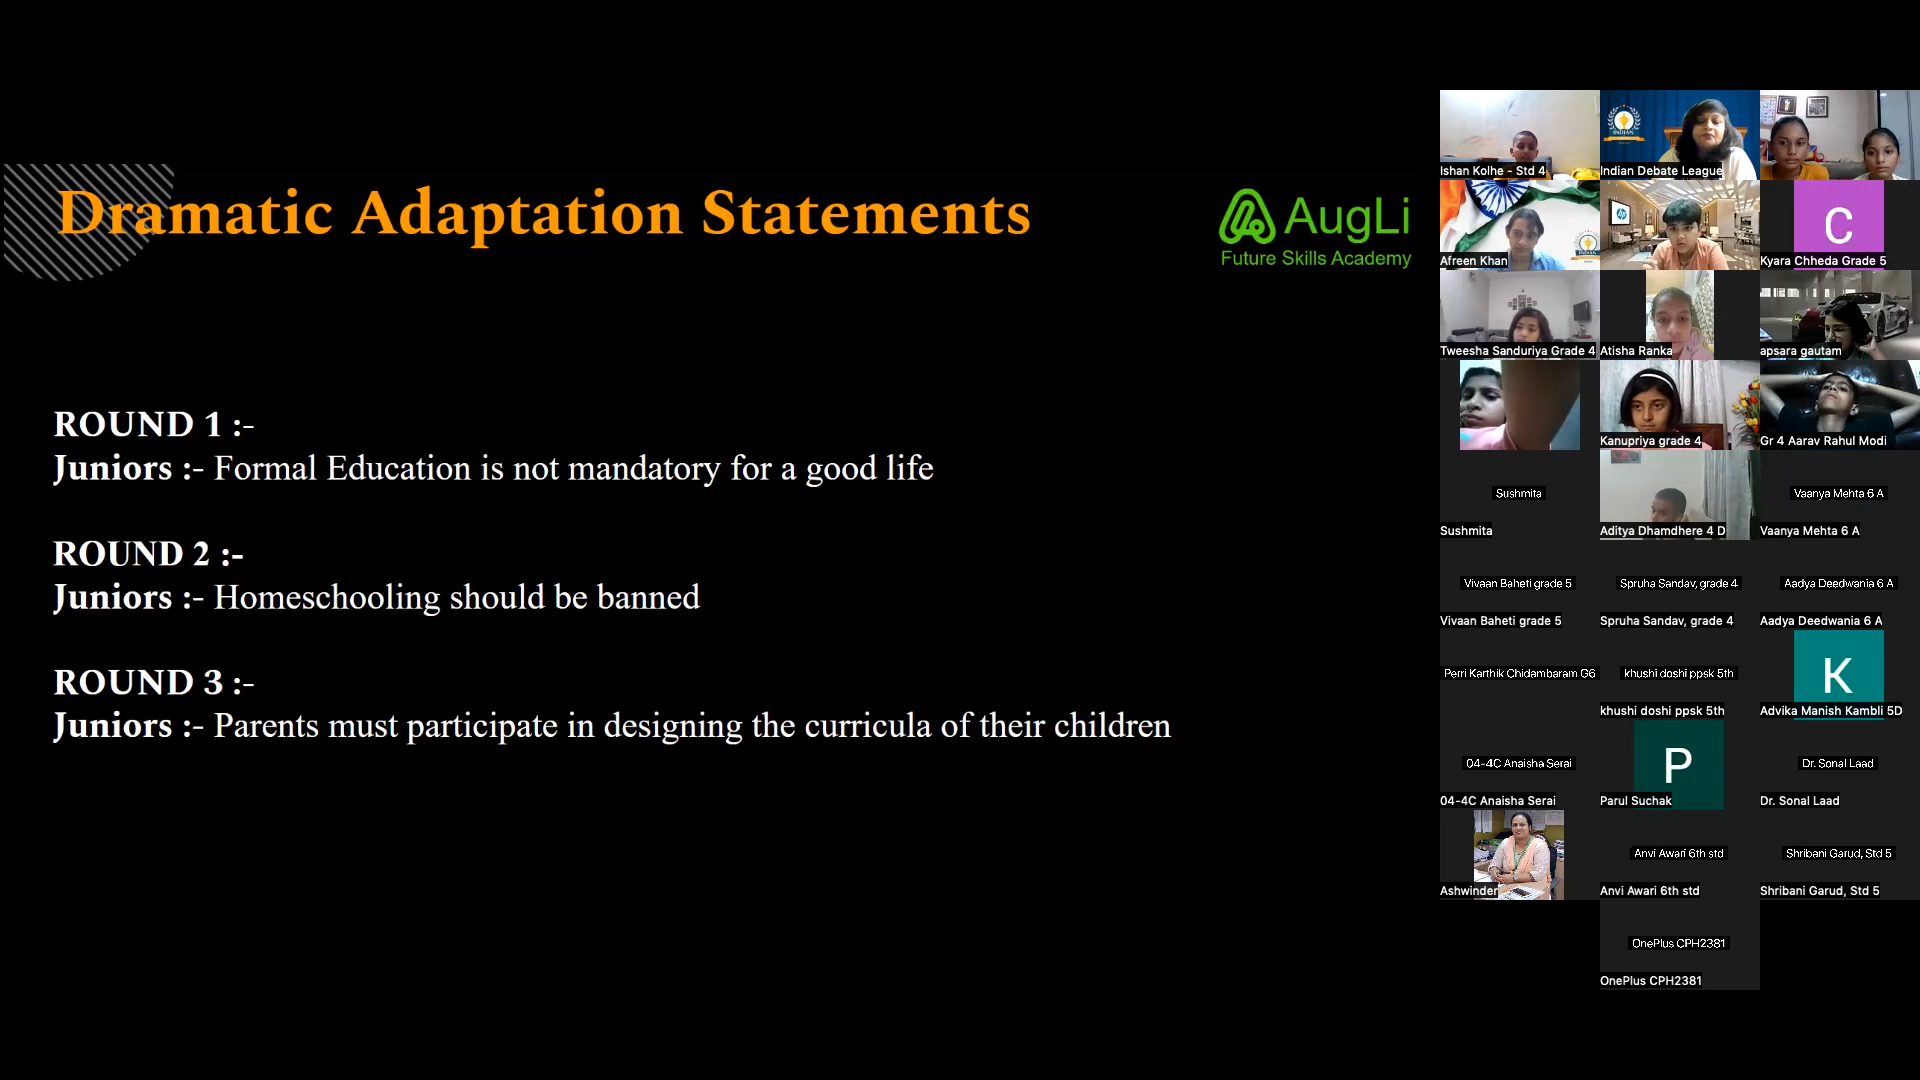 Dramatic Adaptation Statements
AugLi
Future Skills Academy
ROUND 1 :-
Juniors :- Formal Education is not mandatory for a good life
ROUND 2 :-
Juniors :- Homeschooling should be banned
ROUND 3 :-
Juniors :- Parents must participate in designing the curricula of their children
Ishan Kolhe - Std 4
INDIAN
Indian Debate League
Afreen Khan
C
Kyara Chheda Grade 5
Tweesha Sanduriya Grade 4
Atisha Ranka
apsara gautam
Kanupriya grade 4
Gr 4 Aarav Rahul Modi
Sushmita
Sushmita
Aditya Dhamdhere 4 D
Vaanya Mehta 6 A
Vaanya Mehta 6 A
Vivaan Baheti grade 5
Vivaan Baheti grade 5
Spruha Sandav, grade 4
Spruha Sandav, grade 4
Aadya Deedwania 6 A
Aadya Deedwania 6 A
Perri Karthik Chidambaram G6
khushi doshi ppsk 5th
khushi doshi ppsk 5th
K
Advika Manish Kambli 5D
04-4C Anaisha Serai
04-4C Anaisha Serai
P
Parul Suchak
Dr. Sonal Laad
Dr. Sonal Laad
Ashwinder
Anvi Awari 6th std
Anvi Awari 6th std
Shribani Garud, Std 5
Shribani Garud, Std 5
OnePlus CPH2381
OnePlus CPH2381